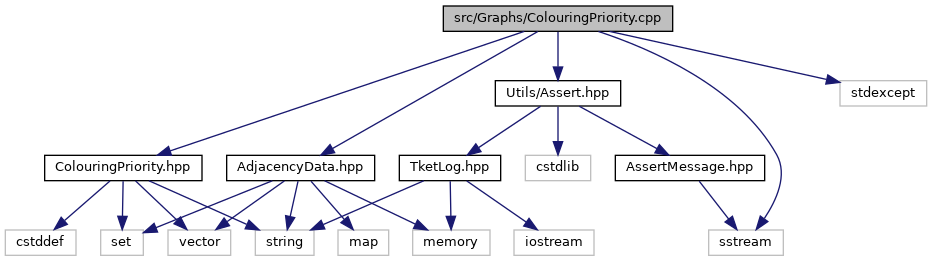 src/Graphs/ColouringPriority.cpp
Utils/Assert.hpp
stdexcept
ColouringPriority.hpp
AdjacencyData.hpp
TketLog.hpp
cstdlib
AssertMessage.hpp
cstddef
set
vector
string
map
memory
iostream
sstream